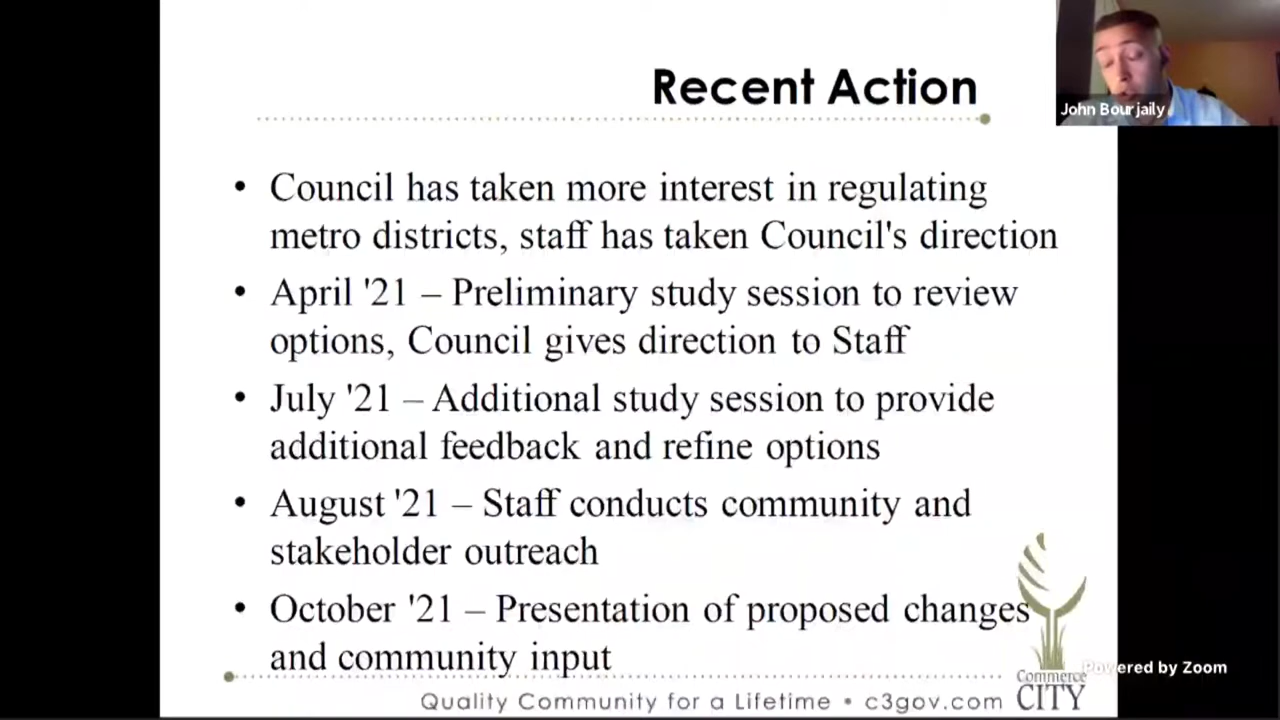 Recent Action
John Bourjaily
• Council has taken more interest in regulating
metro districts, staff has taken Council's direction
• April '21 – Preliminary study session to review
options, Council gives direction to Staff
• July '21 – Additional study session to provide
additional feedback and refine options
• August '21 – Staff conducts community and
stakeholder outreach
• October '21 – Presentation of proposed changes
and community input
Commerce
CITY
Powered by Zoom
Quality Community for a Lifetime • c3gov.com